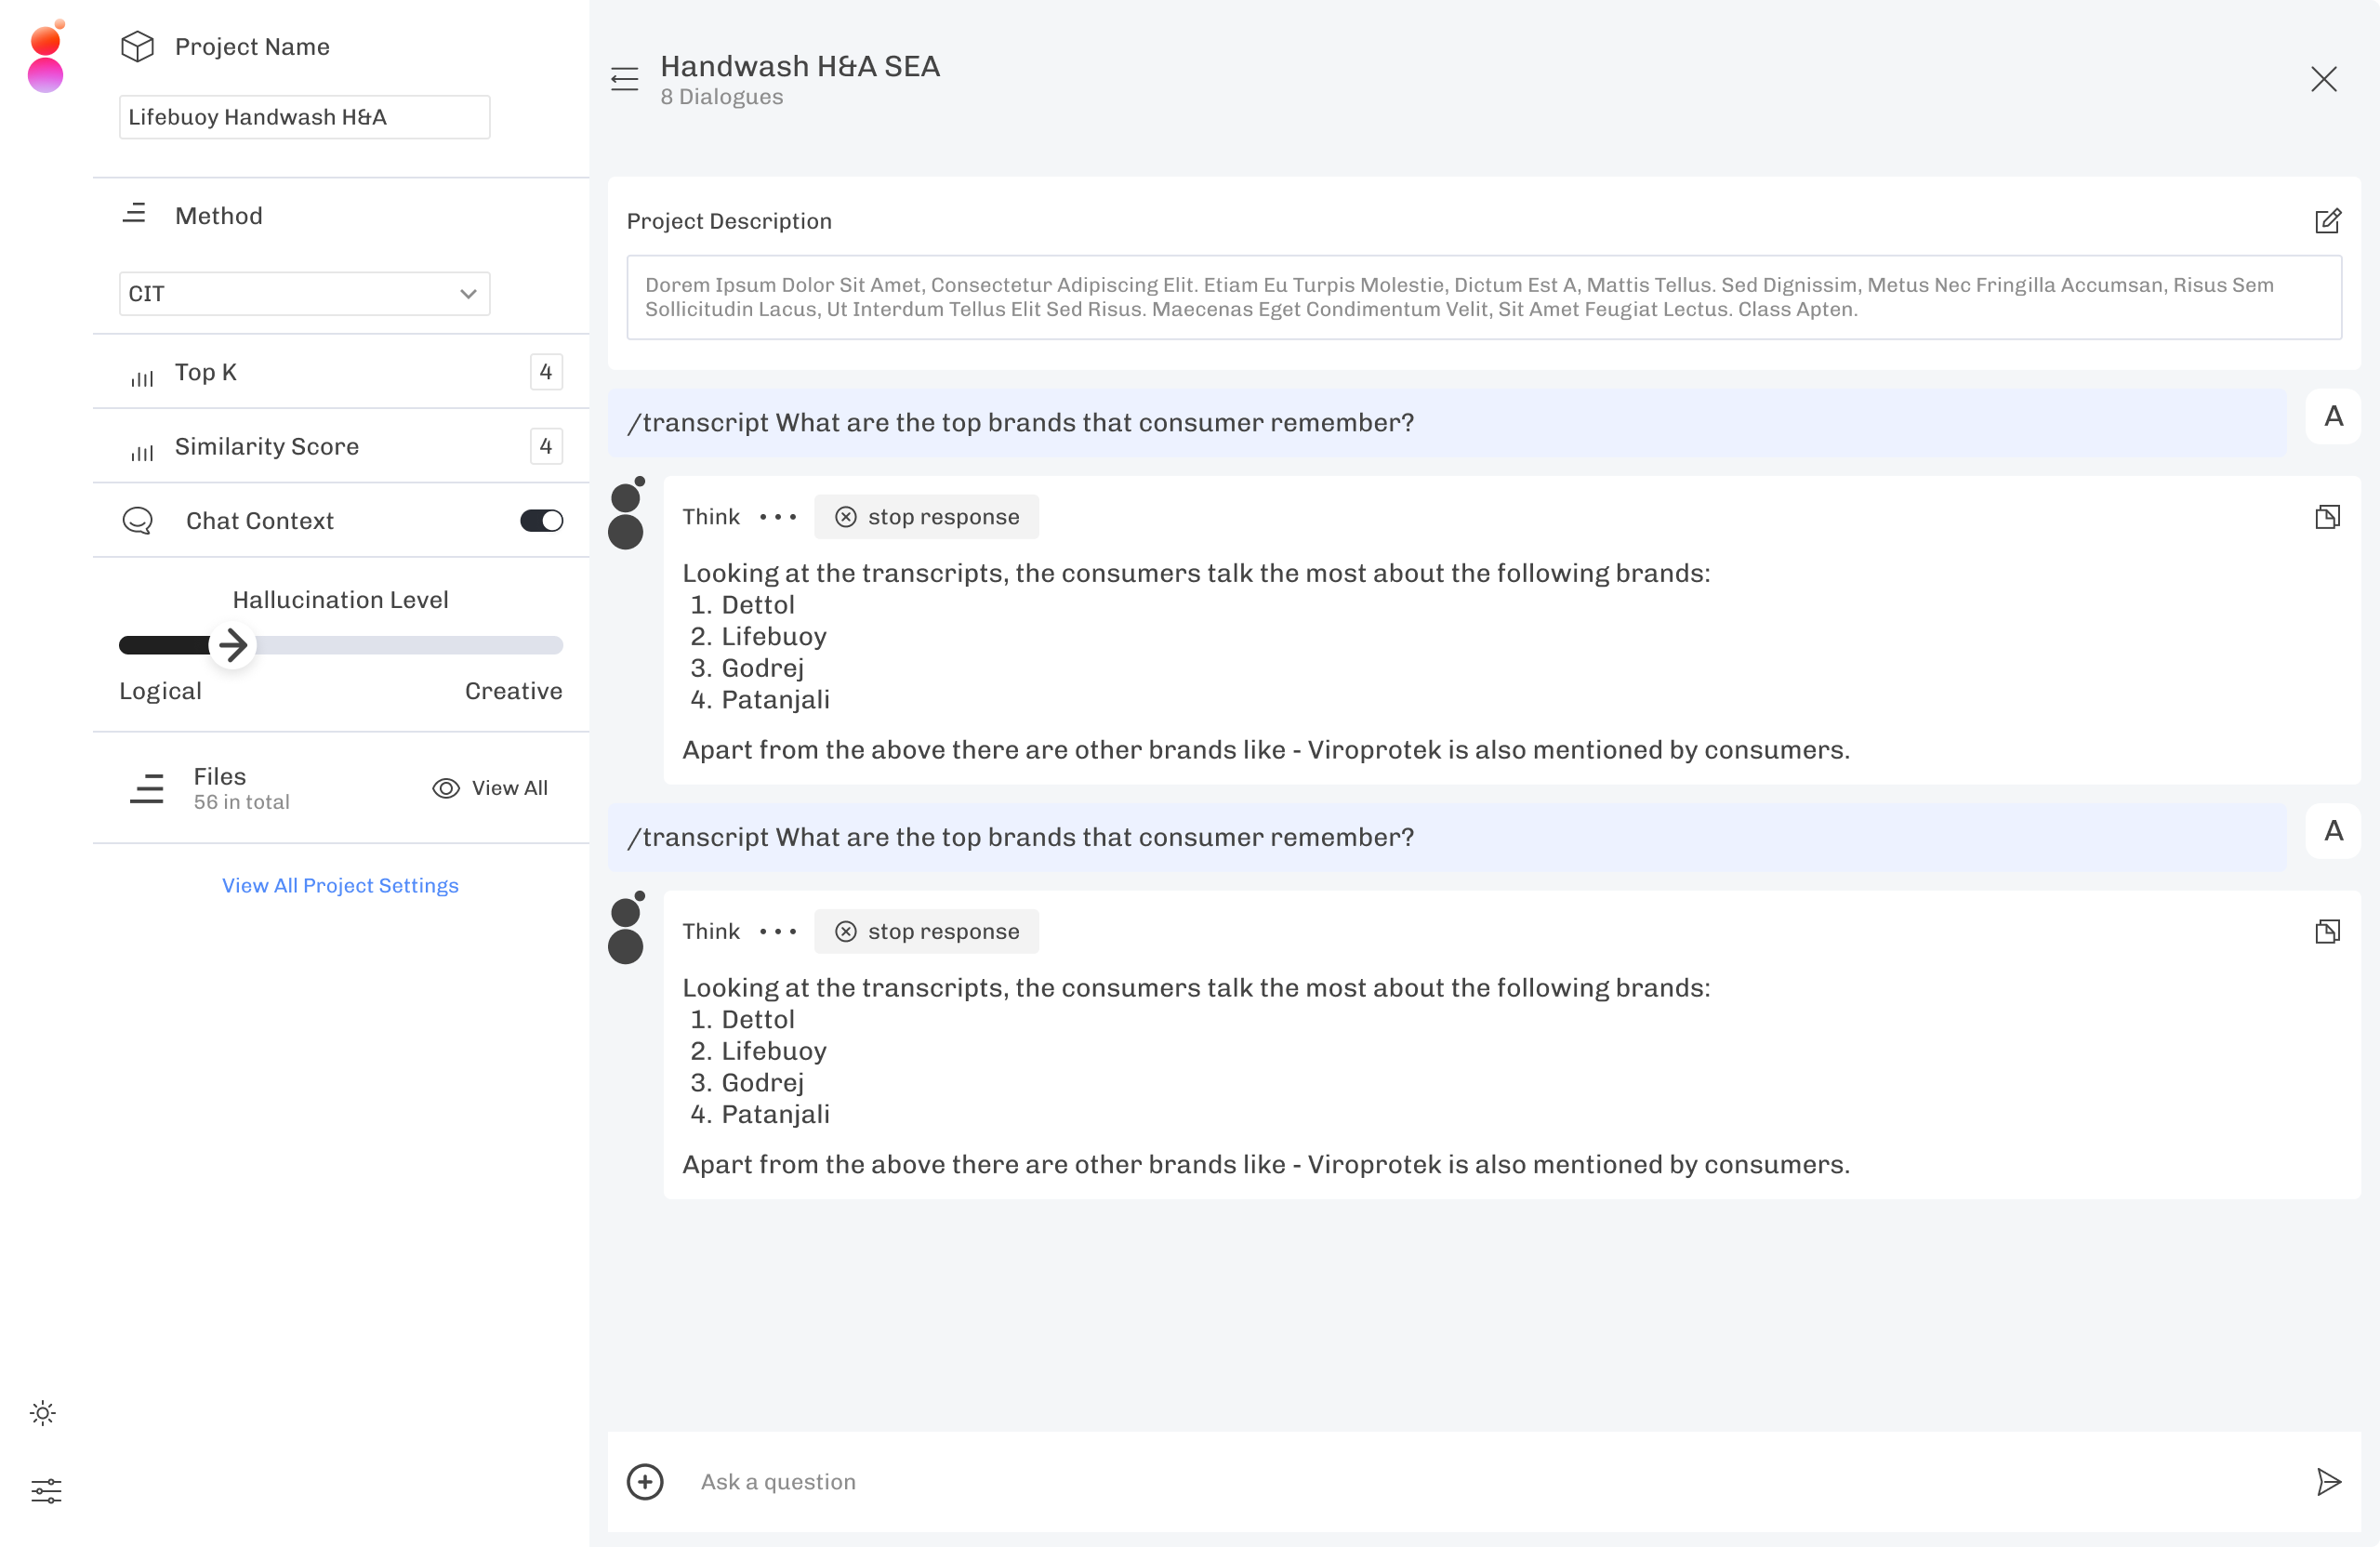 Project Name
Lifebuoy Handwash H&A
Method
CIT
Top K
4
Similarity Score
4
Chat Context
Hallucination Level
Logical
Creative
Files
56 in total
View All
View All Project Settings
Handwash H&A SEA
8 Dialogues
Project Description
Dorem Ipsum Dolor Sit Amet, Consectetur Adipiscing Elit. Etiam Eu Turpis Molestie, Dictum Est A, Mattis Tellus. Sed Dignissim, Metus Nec Fringilla Accumsan, Risus Sem
Sollicitudin Lacus, Ut Interdum Tellus Elit Sed Risus. Maecenas Eget Condimentum Velit, Sit Amet Feugiat Lectus. Class Apten.
/transcript What are the top brands that consumer remember?
A
Think
stop response
Looking at the transcripts, the consumers talk the most about the following brands:
1. Dettol
2. Lifebuoy
3. Godrej
4. Patanjali
Apart from the above there are other brands like - Viroprotek is also mentioned by consumers.
/transcript What are the top brands that consumer remember?
A
Think
stop response
Looking at the transcripts, the consumers talk the most about the following brands:
1. Dettol
2. Lifebuoy
3. Godrej
4. Patanjali
Apart from the above there are other brands like - Viroprotek is also mentioned by consumers.
Ask a question